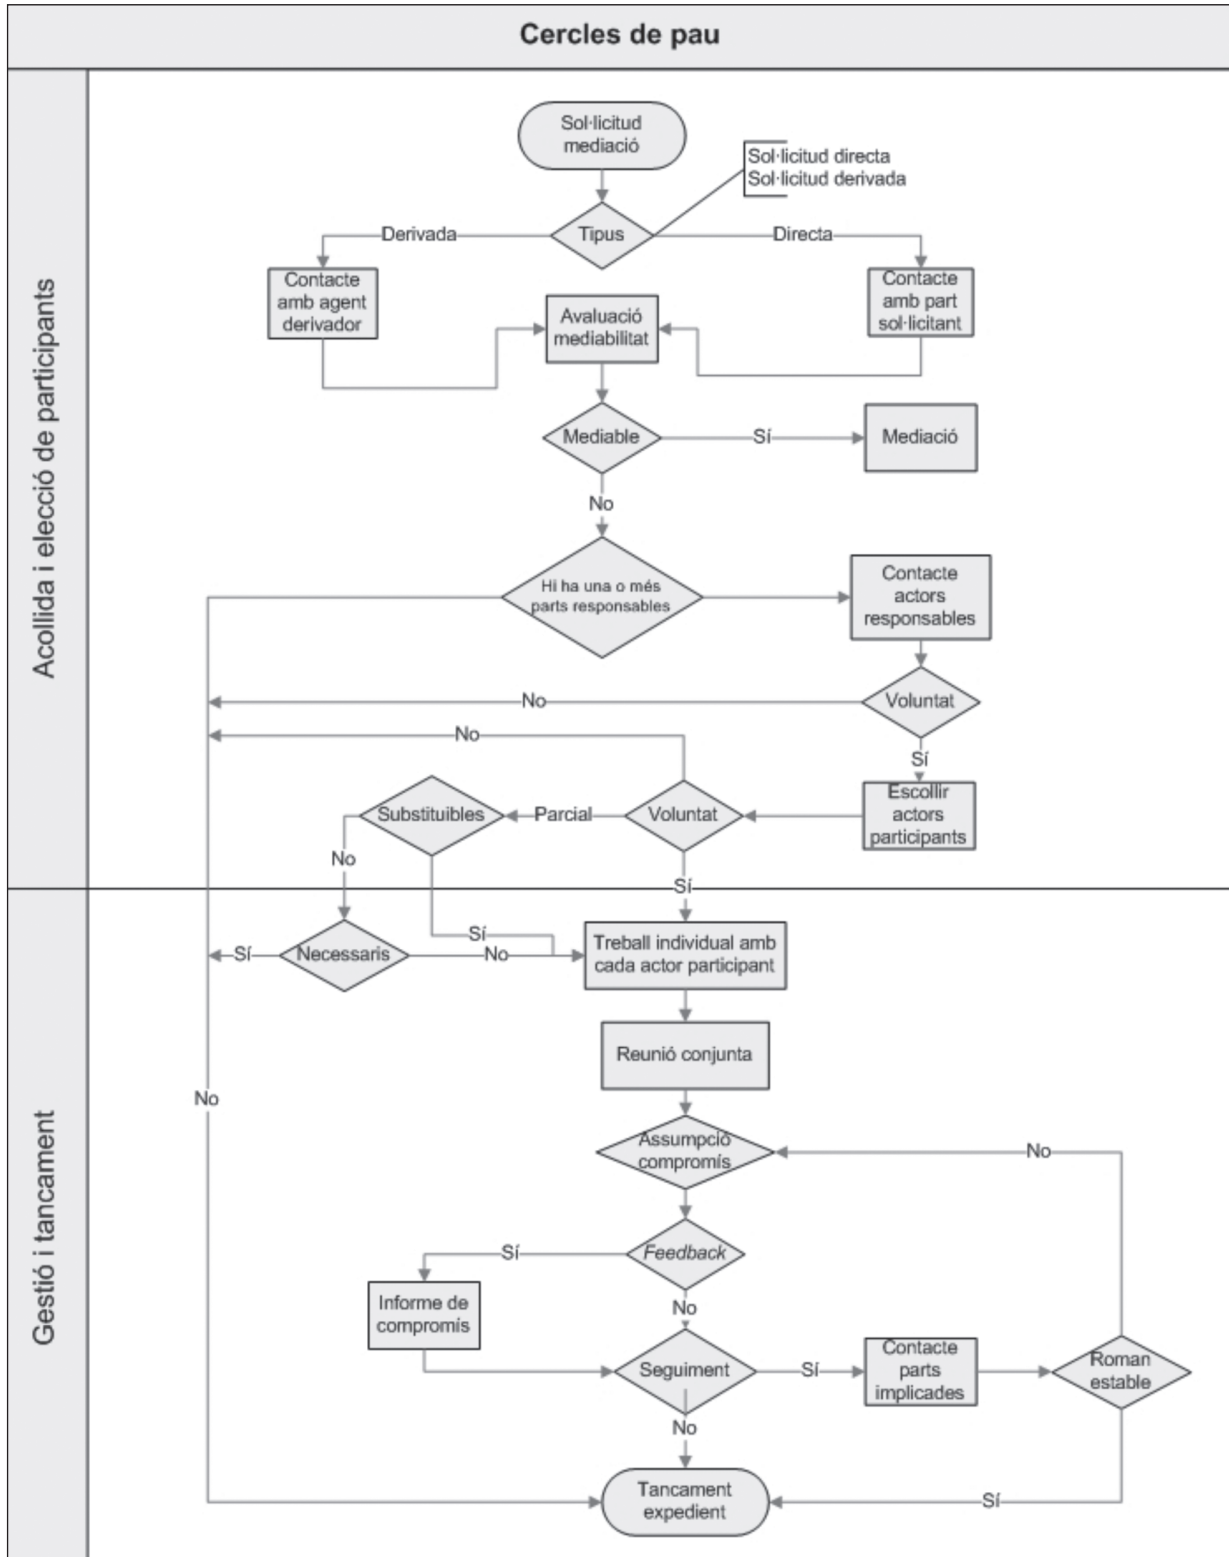 Cercles de pau
Acollida i elecció de participants
Sol·licitud
mediació
Sol·licitud directa
Sol·licitud derivada
Derivada
Tipus
Directa
Contacte
amb agent
derivador
Avaluació
mediabilitat
Contacte
amb part
sol·licitant
Mediable
Sí
Mediació
No
Hi ha una o més
parts responsables
Contacte
actors
responsables
No
Voluntat
No
Sí
Substituibles
Parcial
Voluntat
Escollir
actors
participants
No
Sí
Gestió i tancament
Sí
Necessaris
Sí
No
Treball individual amb
cada actor participant
Reunió conjunta
No
Assumpció
compromís
No
Feedback
Sí
Informe de
compromís
No
Seguiment
Sí
Contacte
parts
implicades
Roman
estable
No
Tancament
expedient
Sí